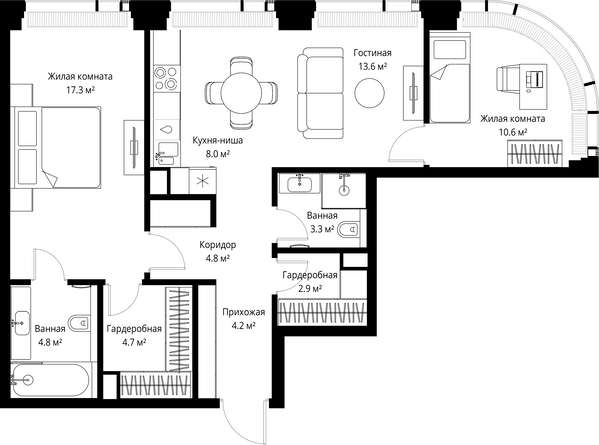 Жилая комната
17.3 м²
Гостиная
13.6 м²
Кухня-ниша
8.0 м²
Жилая комната
10.6 м²
Ванная
3.3 м²
Коридор
4.8 м²
Гардеробная
2.9 м²
Прихожая
4.2 м²
Ванная
4.8 м²
Гардеробная
4.7 м²